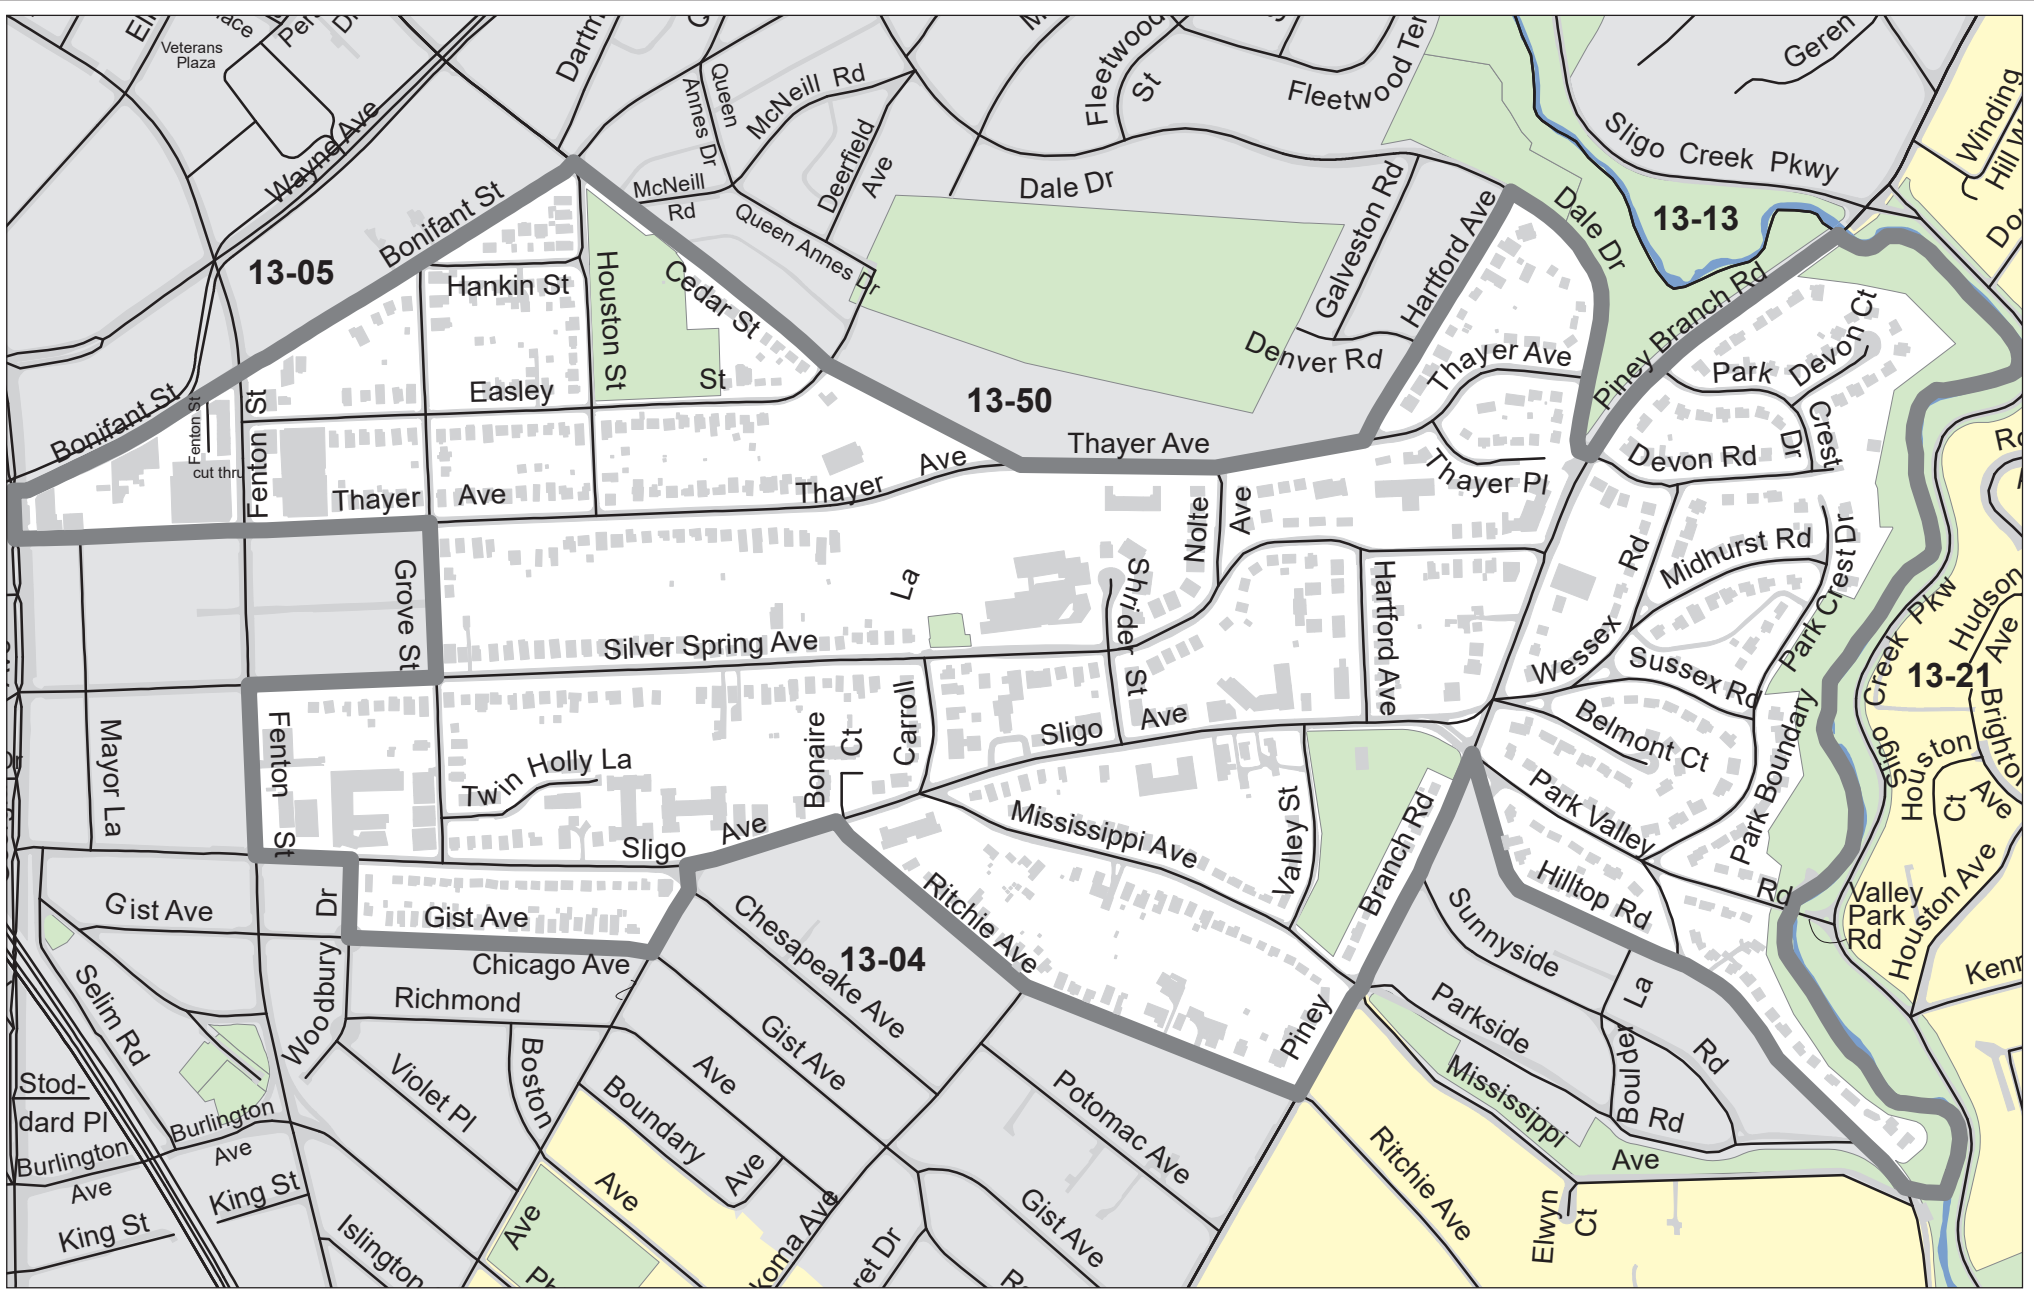 Veterans
Plaza
Wayne Ave
Queen
Annes Dr
McNeill Rd
Deerfield
Ave
Fleetwood
St
Fleetwood Ter
Geren
Winding
Sligo Creek Pkwy
McNeill
Rd
Queen Annes Dr
Dale Dr
Galveston Rd
Hartford Ave
Dale Dr
13-13
Bonifant St
13-05
Hankin St
Houston St
Cedar St
Denver Rd
Piney Branch Rd
Thayer Ave
Park
Devon Ct
Crest
Dr
Easley
St
13-50
Bonifant St
Fenton St
cut thru
Fenton St
Thayer
Ave
Thayer
Ave
Thayer Ave
Thayer Pl
Devon Rd
Nolte
Ave
Midhurst Rd
Park Crest Dr
Grove St
La
Shrider
St
Hartford Ave
Wessex
Rd
Silver Spring Ave
Sussex Rd
Sligo
Creek
Pkw
Hudson
Ave
13-21
Brighton
Ave
Houston
Ct
Mayor La
Fenton
St
Twin Holly La
Bonaire
Ct
Carroll
Sligo
Ave
Belmont Ct
Park Boundary
Park Valley
Rd
Sligo
Ave
Mississippi Ave
Valley St
Branch Rd
Hilltop Rd
Valley
Park
Rd
Houston Ave
Gist Ave
Dr
Gist Ave
Ritchie Ave
Sunnyside
Chesapeake Ave
13-04
Chicago Ave
Selim Rd
Woodbury
Richmond
Piney
Parkside
La
Boulder
Rd
Rd
Stod-
dard Pl
Violet Pl
Boston
Ave
Gist Ave
Boundary
Ave
Potomac Ave
Mississippi
Ave
Burlington
Ave
Burlington
Ave
King St
King St
Islington
Ave
Ave
Gist Ave
Ritchie Ave
Elwyn
Ct